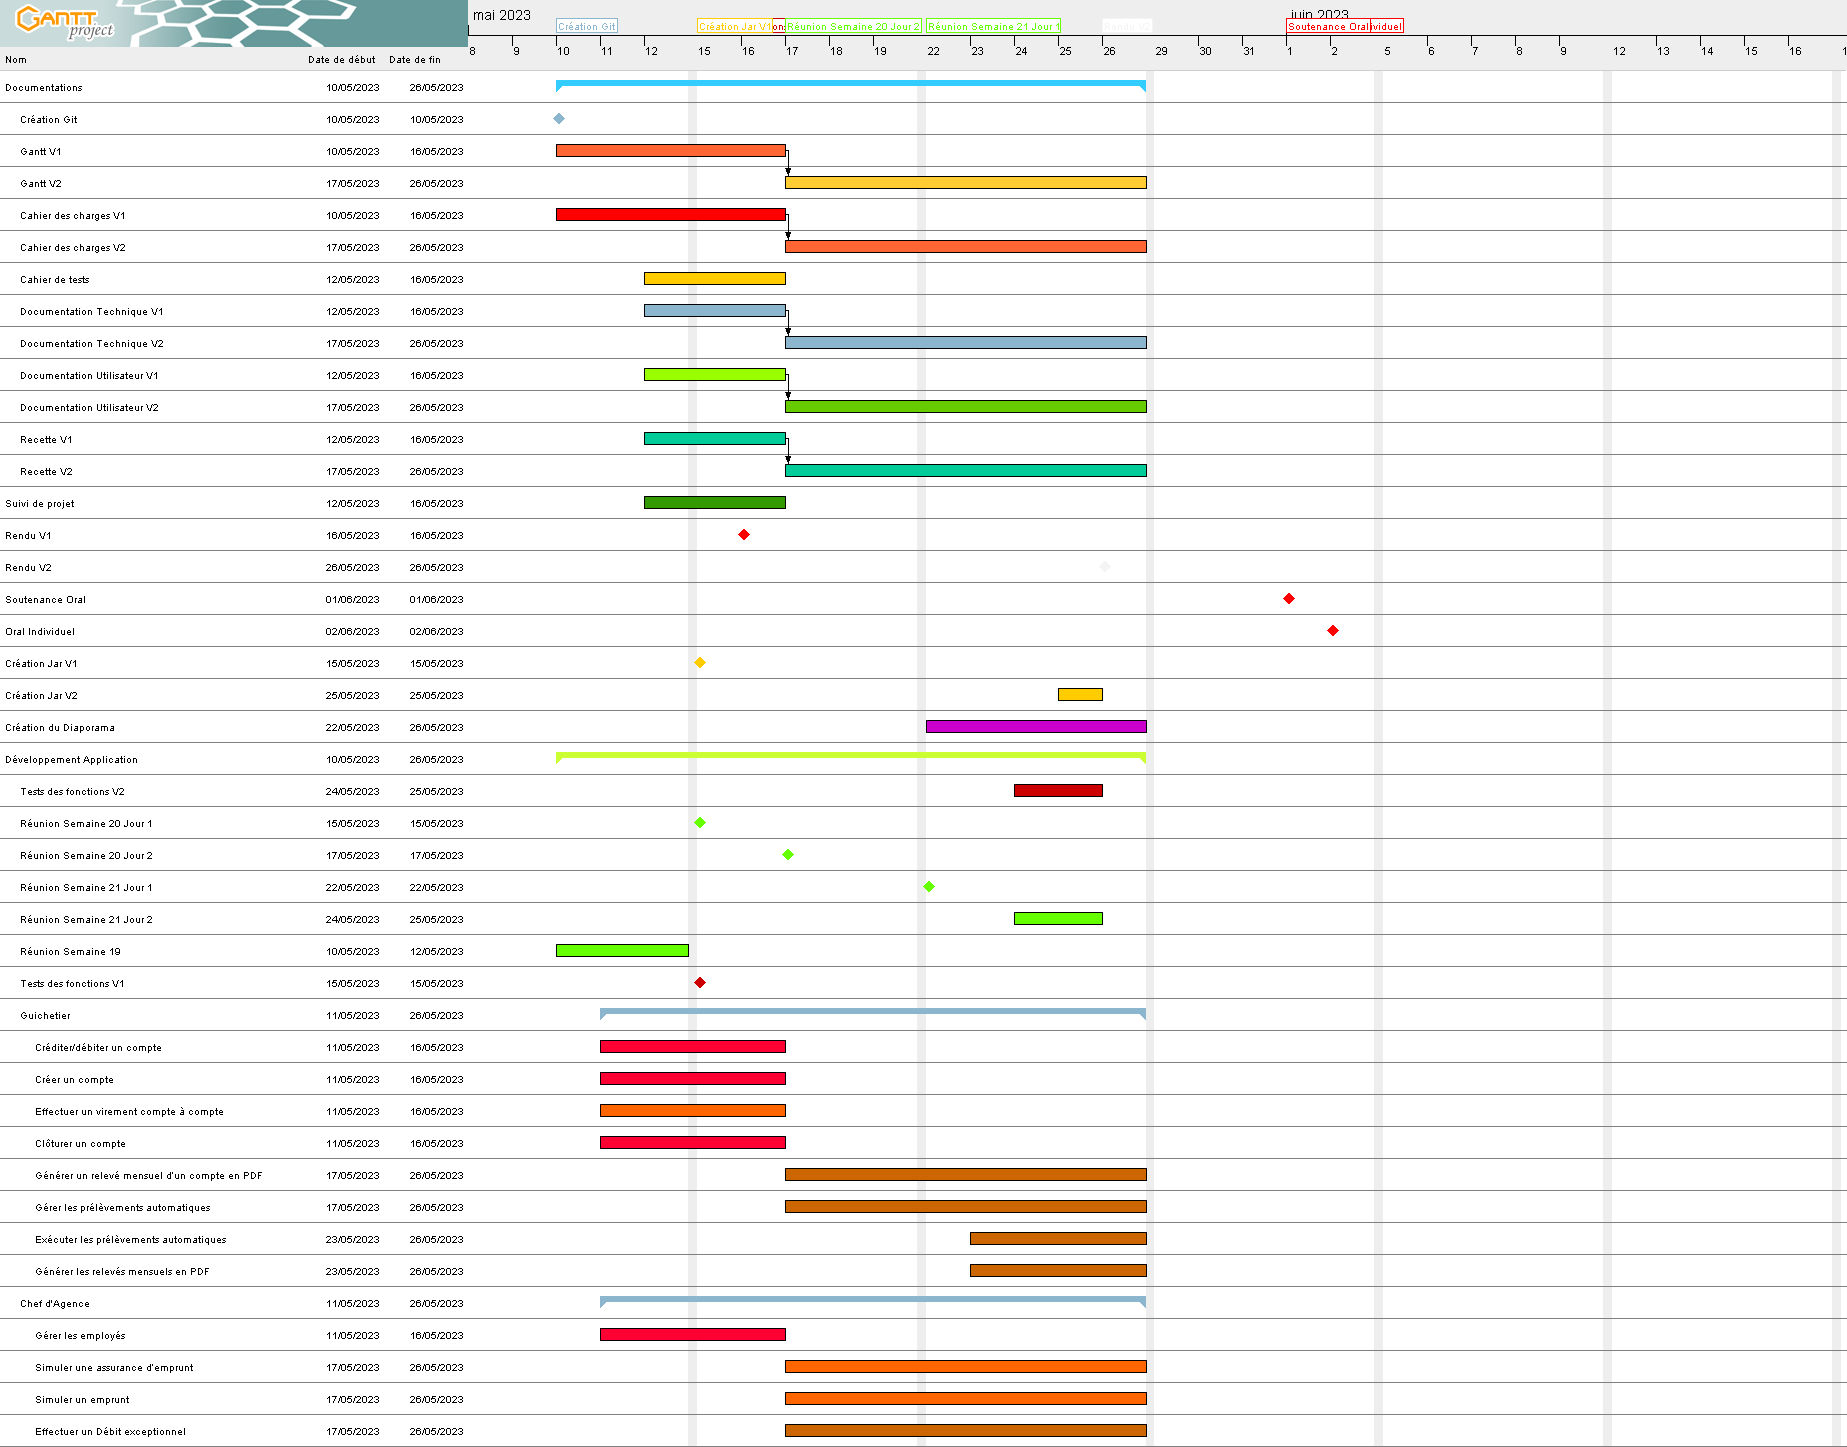 GANTT
project
mai 2023
juin 2023
Création Git
Création Jar V1
Réunion Semaine 20 Jour 2
Réunion Semaine 21 Jour 1
Rendu V2
Soutenance Oral
8 9 10 11 12 15 16 17 18 19 22 23 24 25 26 29 30 31 1 2 5 6 7 8 9 12 13 14 15 16
Nom Date de début Date de fin
Documentations 10/05/2023 26/05/2023
Création Git 10/05/2023 10/05/2023
Gantt V1 10/05/2023 16/05/2023
Gantt V2 17/05/2023 26/05/2023
Cahier des charges V1 10/05/2023 16/05/2023
Cahier des charges V2 17/05/2023 26/05/2023
Cahier de tests 12/05/2023 16/05/2023
Documentation Technique V1 12/05/2023 16/05/2023
Documentation Technique V2 17/05/2023 26/05/2023
Documentation Utilisateur V1 12/05/2023 16/05/2023
Documentation Utilisateur V2 17/05/2023 26/05/2023
Recette V1 12/05/2023 16/05/2023
Recette V2 17/05/2023 26/05/2023
Suivi de projet 12/05/2023 16/05/2023
Rendu V1 16/05/2023 16/05/2023
Rendu V2 26/05/2023 26/05/2023
Soutenance Oral 01/06/2023 01/06/2023
Oral Individuel 02/06/2023 02/06/2023
Création Jar V1 15/05/2023 15/05/2023
Création Jar V2 25/05/2023 25/05/2023
Création du Diaporama 22/05/2023 26/05/2023
Développement Application 10/05/2023 26/05/2023
Tests des fonctions V2 24/05/2023 25/05/2023
Réunion Semaine 20 Jour 1 15/05/2023 15/05/2023
Réunion Semaine 20 Jour 2 17/05/2023 17/05/2023
Réunion Semaine 21 Jour 1 22/05/2023 22/05/2023
Réunion Semaine 21 Jour 2 24/05/2023 25/05/2023
Réunion Semaine 19 10/05/2023 12/05/2023
Tests des fonctions V1 15/05/2023 15/05/2023
Guichetier 11/05/2023 26/05/2023
Créditer/débiter un compte 11/05/2023 16/05/2023
Créer un compte 11/05/2023 16/05/2023
Effectuer un virement compte à compte 11/05/2023 16/05/2023
Clôturer un compte 11/05/2023 16/05/2023
Générer un relevé mensuel d'un compte en PDF 17/05/2023 26/05/2023
Gérer les prélèvements automatiques 17/05/2023 26/05/2023
Exécuter les prélèvements automatiques 23/05/2023 26/05/2023
Générer les relevés mensuels en PDF 23/05/2023 26/05/2023
Chef d'Agence 11/05/2023 26/05/2023
Gérer les employés 11/05/2023 16/05/2023
Simuler une assurance d'emprunt 17/05/2023 26/05/2023
Simuler un emprunt 17/05/2023 26/05/2023
Effectuer un Débit exceptionnel 17/05/2023 26/05/2023